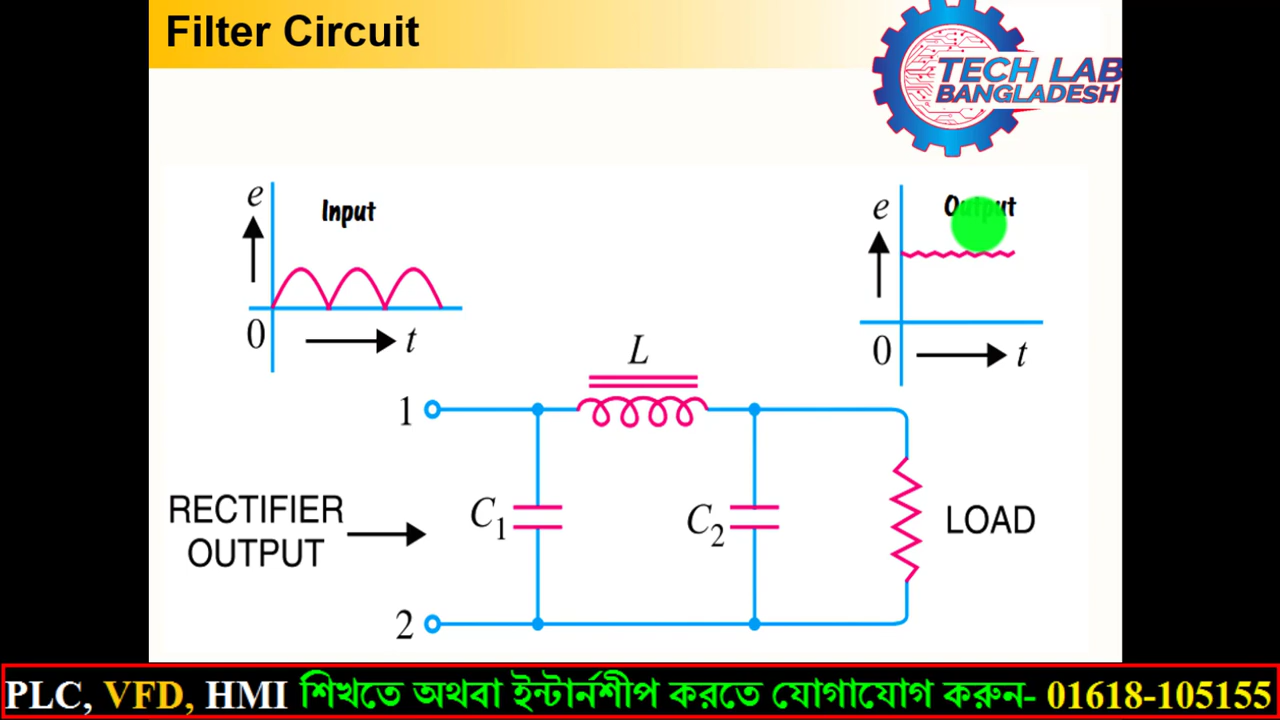 Filter Circuit
TECH LAB
BANGLADESH
e
Input
0
t
e
Output
0
t
L
1
RECTIFIER
OUTPUT
C1
C2
LOAD
2
PLC, VFD, HMI শিখতে অথবা ইন্টার্নশীপ করতে যোগাযোগ করুন- 01618-105155